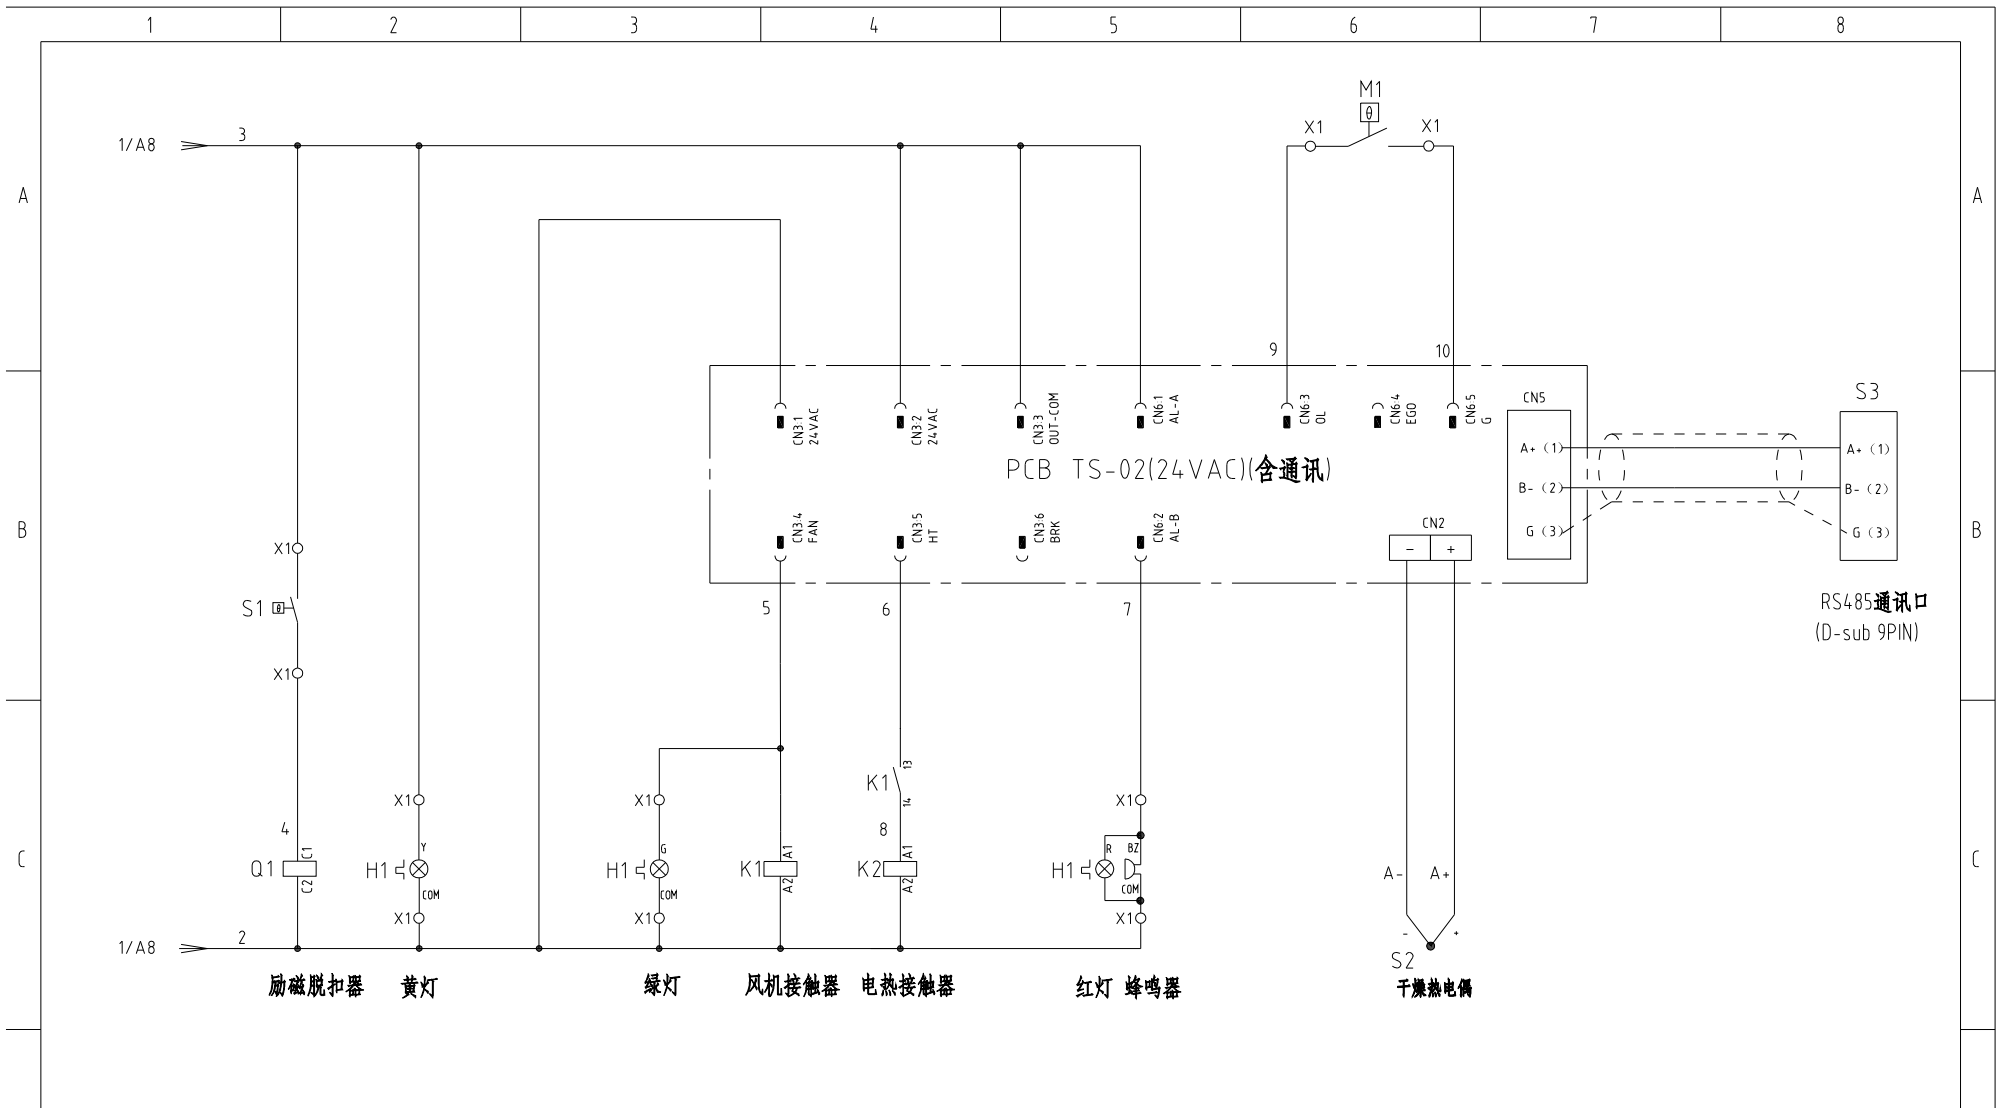 1 2 3 4 5 6 7 8
M1
θ
X1 X1
1/A8 3
A A
9 10
CN3:1 24VAC
CN3:2 24VAC
CN3:3 OUT-COM
CN6:1 AL-A
CN6:3 OL
CN6:4 EGO
CN6:5 G
CN5
S3
A+ (1) A+ (1)
PCB TS-02(24VAC)(含通讯)
B- (2) B- (2)
G (3) G (3)
CN3:4 FAN
CN3:5 HT
CN3:6 BRK
CN6:2 AL-B
CN2
- +
B B
X1
S1 θ
X1
5 6 7
RS485通讯口
(D-sub 9PIN)
K1 13 14
X1 X1 X1
4 8
C C
Q1 C1 C2
H1 Y COM
H1 G COM
K1 A1 A2
K2 A1 A2
H1 R BZ COM
A- A+
X1 X1 X1
1/A8 2
- +
S2
励磁脱扣器 黄灯 绿灯 风机接触器 电热接触器 红灯 蜂鸣器 干燥热电偶